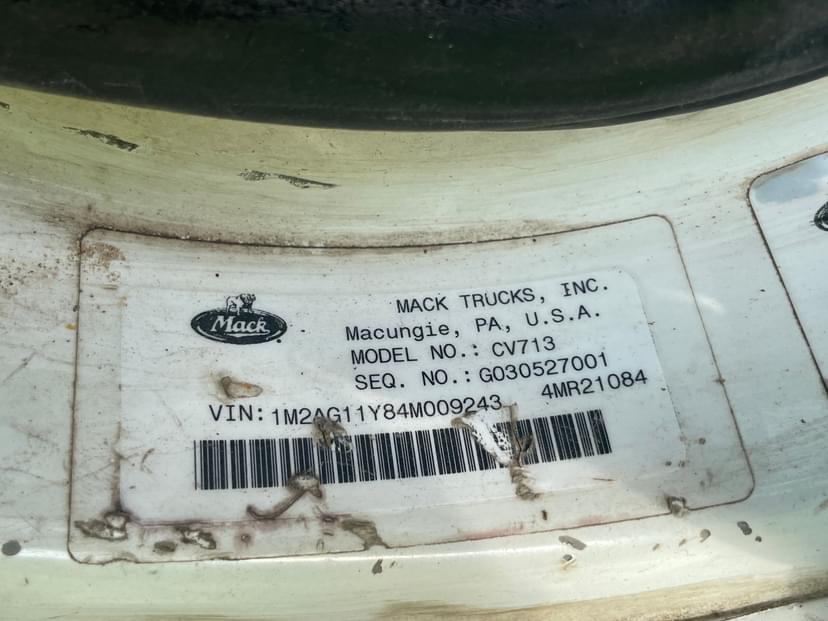 Mack
MACK TRUCKS, INC.
Macungie, PA, U.S.A.
MODEL NO.: CV713
SEQ. NO.: G030527001
VIN: 1M2AG11Y84M009243 4MR21084